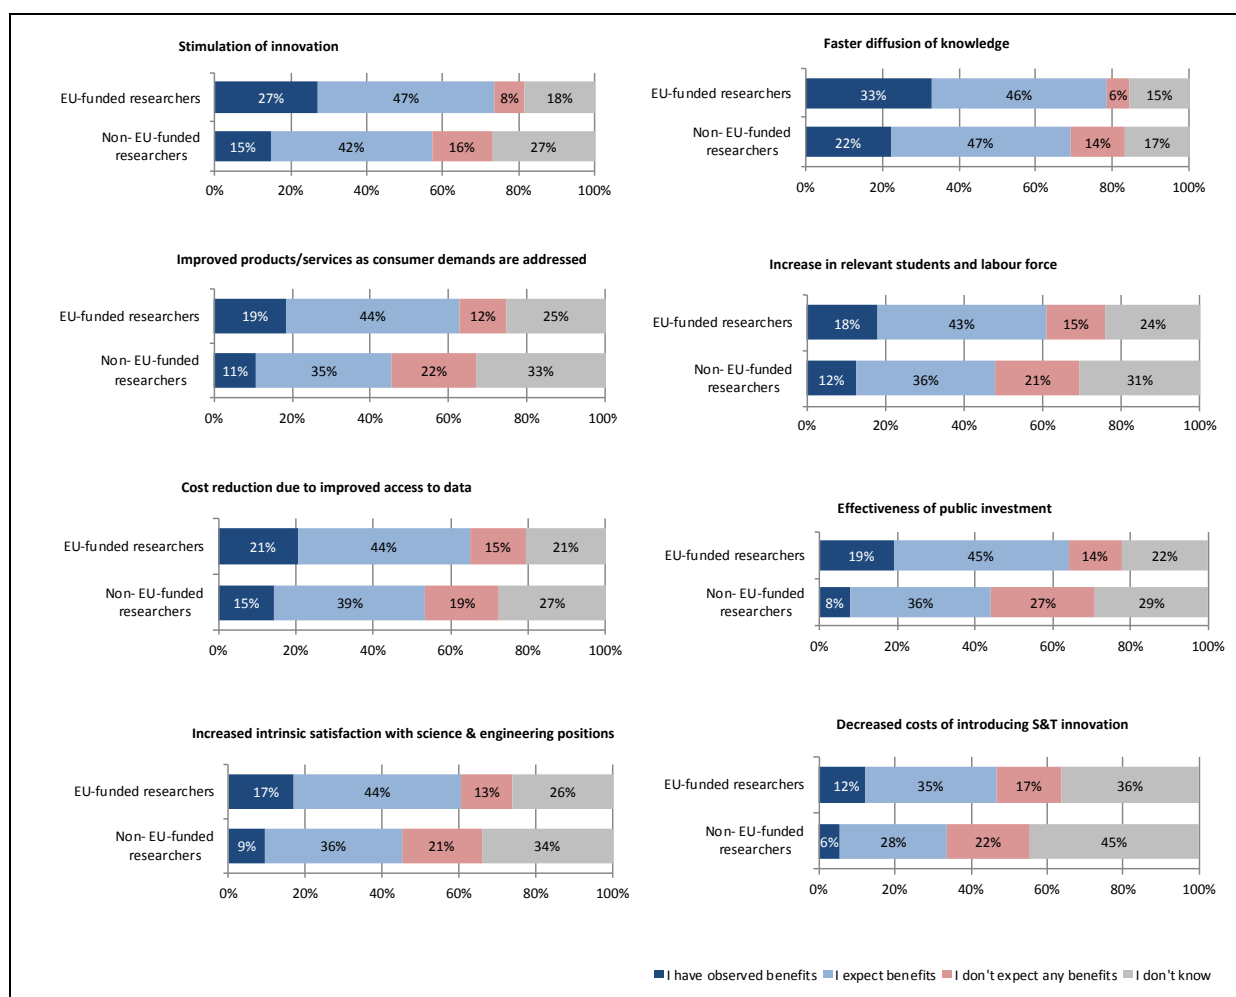 Stimulation of innovation
EU-funded researchers
27% 47% 8% 18%
Non- EU-funded
researchers
15% 42% 16% 27%
0% 20% 40% 60% 80% 100%
Faster diffusion of knowledge
EU-funded researchers
33% 46% 6% 15%
Non- EU-funded
researchers
22% 47% 14% 17%
0% 20% 40% 60% 80% 100%
Improved products/services as consumer demands are addressed
EU-funded researchers
19% 44% 12% 25%
Non- EU-funded
researchers
11% 35% 22% 33%
0% 20% 40% 60% 80% 100%
Increase in relevant students and labour force
EU-funded researchers
18% 43% 15% 24%
Non- EU-funded
researchers
12% 36% 21% 31%
0% 20% 40% 60% 80% 100%
Cost reduction due to improved access to data
EU-funded researchers
21% 44% 15% 21%
Non- EU-funded
researchers
15% 39% 19% 27%
0% 20% 40% 60% 80% 100%
Effectiveness of public investment
EU-funded researchers
19% 45% 14% 22%
Non- EU-funded
researchers
8% 36% 27% 29%
0% 20% 40% 60% 80% 100%
Increased intrinsic satisfaction with science & engineering positions
EU-funded researchers
17% 44% 13% 26%
Non- EU-funded
researchers
9% 36% 21% 34%
0% 20% 40% 60% 80% 100%
Decreased costs of introducing S&T innovation
EU-funded researchers
12% 35% 17% 36%
Non- EU-funded
researchers
6% 28% 22% 45%
0% 20% 40% 60% 80% 100%
I have observed benefits I expect benefits I don't expect any benefits I don't know